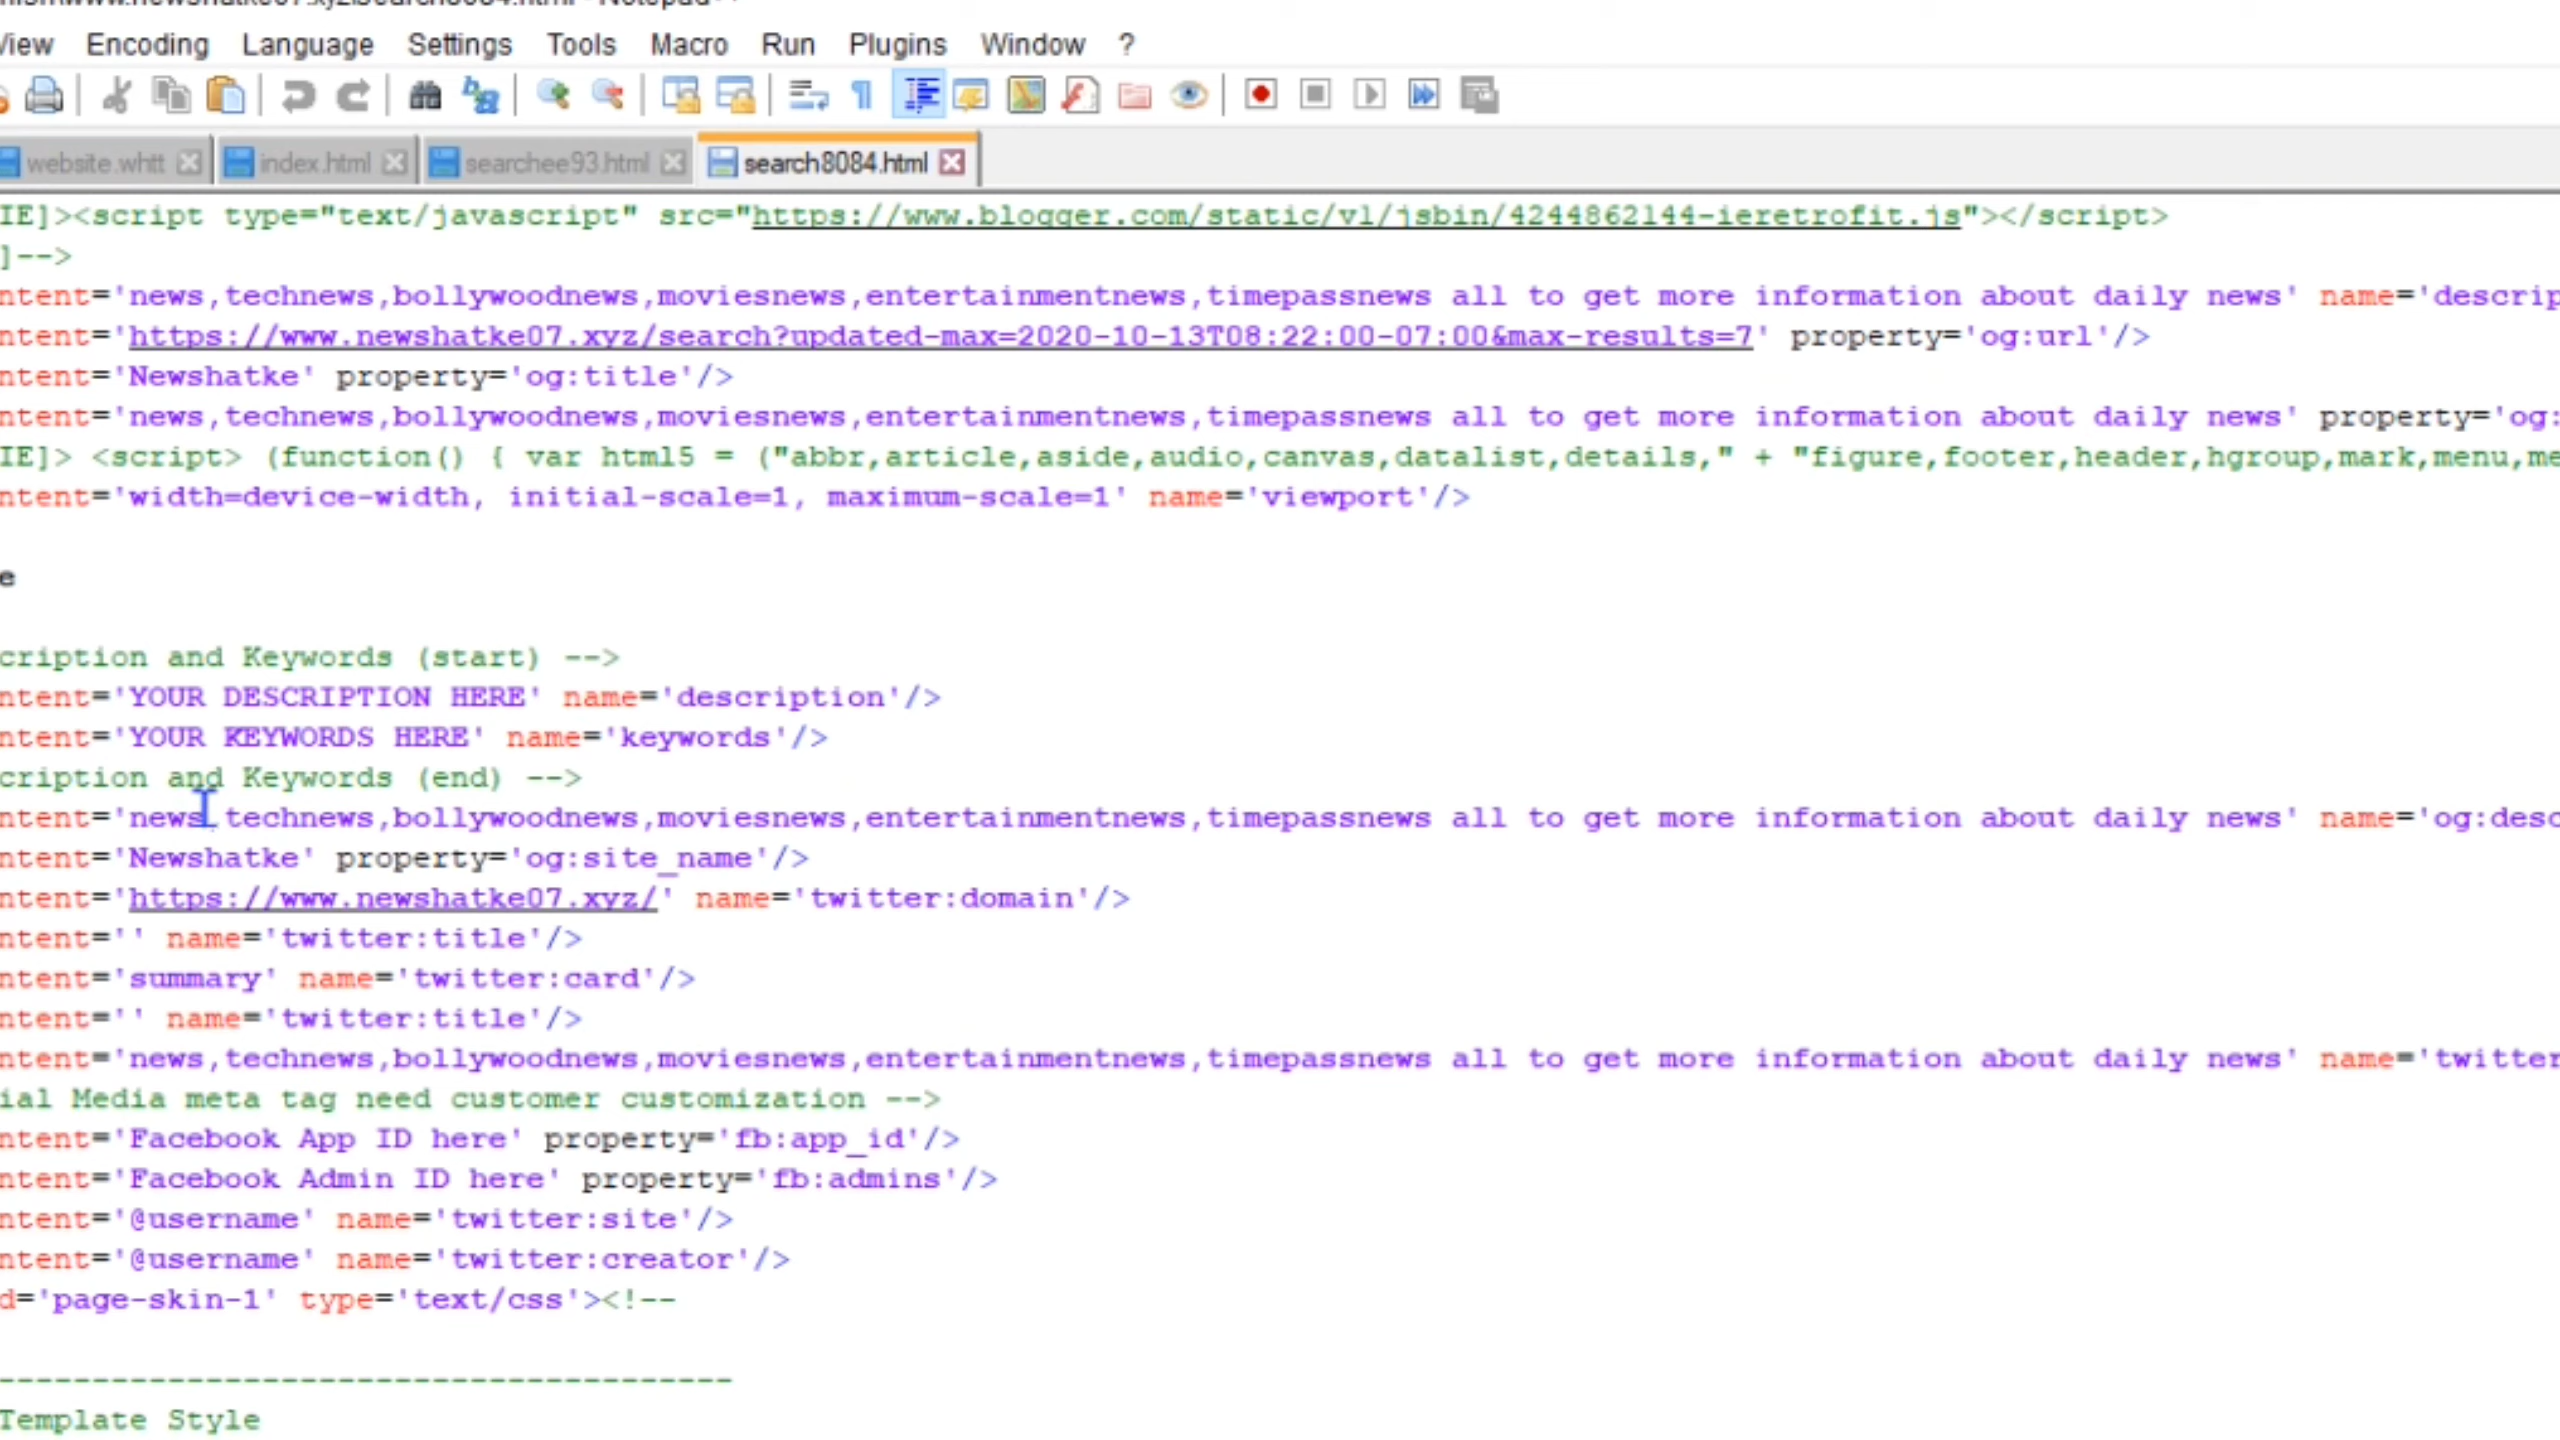 View Encoding Language Settings Tools Macro Run Plugins Window ?
website.whtt index.html searchee93.html search8084.html
IE]><script type="text/javascript" src="https://www.blogger.com/static/v1/jsbin/4244862144-ieretrofit.js"></script>
]-->
ntent='news,technews,bollywoodnews,moviesnews,entertainmentnews,timepassnews all to get more information about daily news' name='descrip
ntent='https://www.newshatke07.xyz/search?updated-max=2020-10-13T08:22:00-07:00&max-results=7' property='og:url'/>
ntent='Newshatke' property='og:title'/>
ntent='news,technews,bollywoodnews,moviesnews,entertainmentnews,timepassnews all to get more information about daily news' property='og:
IE]> <script> (function() { var html5 = ("abbr,article,aside,audio,canvas,datalist,details," + "figure,footer,header,hgroup,mark,menu,me
ntent='width=device-width, initial-scale=1, maximum-scale=1' name='viewport'/>
e
cription and Keywords (start) -->
ntent='YOUR DESCRIPTION HERE' name='description'/>
ntent='YOUR KEYWORDS HERE' name='keywords'/>
cription and Keywords (end) -->
ntent='news,technews,bollywoodnews,moviesnews,entertainmentnews,timepassnews all to get more information about daily news' name='og:desc
ntent='Newshatke' property='og:site_name'/>
ntent='https://www.newshatke07.xyz/' name='twitter:domain'/>
ntent='' name='twitter:title'/>
ntent='summary' name='twitter:card'/>
ntent='' name='twitter:title'/>
ntent='news,technews,bollywoodnews,moviesnews,entertainmentnews,timepassnews all to get more information about daily news' name='twitter
ial Media meta tag need customer customization -->
ntent='Facebook App ID here' property='fb:app_id'/>
ntent='Facebook Admin ID here' property='fb:admins'/>
ntent='@username' name='twitter:site'/>
ntent='@username' name='twitter:creator'/>
d='page-skin-1' type='text/css'><!--
---------------------------------------
Template Style